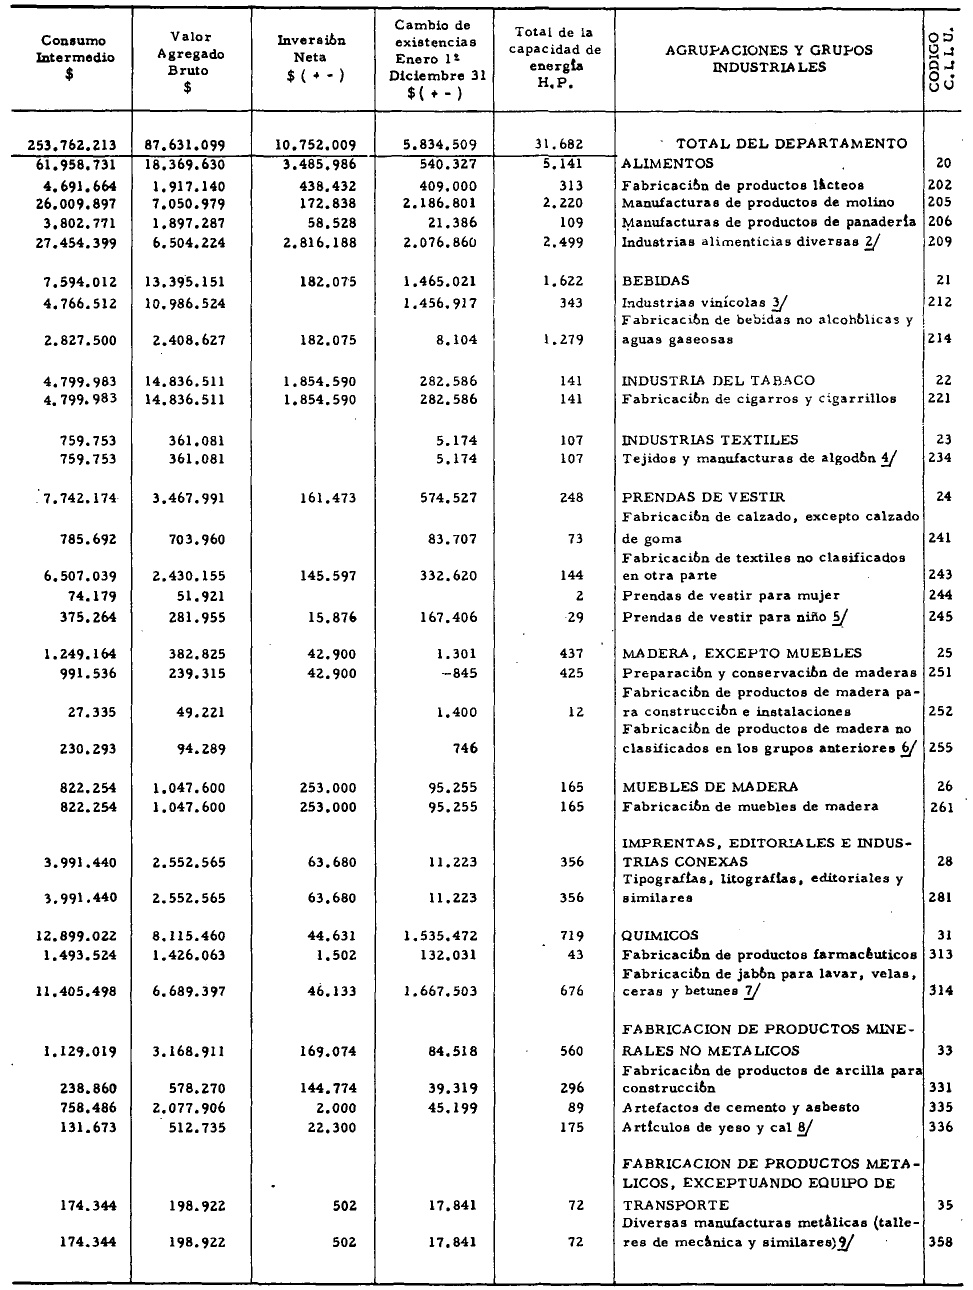 Consumo Intermedio $ | Valor Agregado Bruto $ | Inversión Neta $ ( + - ) | Cambio de existencias Enero 1º Diciembre 31 $( + - ) | Total de la capacidad de energía H.P. | AGRUPACIONES Y GRUPOS INDUSTRIALES | CODIGO C. I. I. U.
253.762.213 87.631.099 10.752.009 5.834.509 31.682 TOTAL DEL DEPARTAMENTO
61.958.731 18.369.630 3.485.986 540.327 5.141 ALIMENTOS 20
4.691.664 1.917.140 438.432 409.000 313 Fabricación de productos lácteos 202
26.009.897 7.050.979 172.838 2.186.801 2.220 Manufacturas de productos de molino 205
3.802.771 1.897.287 58.528 21.386 109 Manufacturas de productos de panadería 206
27.454.399 6.504.224 2.816.188 2.076.860 2.499 Industrias alimenticias diversas 2/ 209
7.594.012 13.395.151 182.075 1.465.021 1.622 BEBIDAS 21
4.766.512 10.986.524 1.456.917 343 Industrias vinícolas 3/ 212
Fabricación de bebidas no alcohólicas y
2.827.500 2.408.627 182.075 8.104 1.279 aguas gaseosas 214
4.799.983 14.836.511 1.854.590 282.586 141 INDUSTRIA DEL TABACO 22
4.799.983 14.836.511 1.854.590 282.586 141 Fabricación de cigarros y cigarrillos 221
759.753 361.081 5.174 107 INDUSTRIAS TEXTILES 23
759.753 361.081 5.174 107 Tejidos y manufacturas de algodón 4/ 234
7.742.174 3.467.991 161.473 574.527 248 PRENDAS DE VESTIR 24
Fabricación de calzado, excepto calzado
785.692 703.960 83.707 73 de goma 241
Fabricación de textiles no clasificados
6.507.039 2.430.155 145.597 332.620 144 en otra parte 243
74.179 51.921 2 Prendas de vestir para mujer 244
375.264 281.955 15.876 167.406 29 Prendas de vestir para niño 5/ 245
1.249.164 382.825 42.900 1.301 437 MADERA, EXCEPTO MUEBLES 25
991.536 239.315 42.900 -845 425 Preparación y conservación de maderas 251
Fabricación de productos de madera pa-
27.335 49.221 1.400 12 ra construcción e instalaciones 252
Fabricación de productos de madera no
230.293 94.289 746 clasificados en los grupos anteriores 6/ 255
822.254 1.047.600 253.000 95.255 165 MUEBLES DE MADERA 26
822.254 1.047.600 253.000 95.255 165 Fabricación de muebles de madera 261
IMPRENTAS, EDITORIALES E INDUS-
3.991.440 2.552.565 63.680 11.223 356 TRIAS CONEXAS 28
Tipografías, litografías, editoriales y
3.991.440 2.552.565 63.680 11.223 356 similares 281
12.899.022 8.115.460 44.631 1.535.472 719 QUIMICOS 31
1.493.524 1.426.063 1.502 132.031 43 Fabricación de productos farmacéuticos 313
Fabricación de jabón para lavar, velas,
11.405.498 6.689.397 46.133 1.667.503 676 ceras y betunes 7/ 314
FABRICACION DE PRODUCTOS MINE-
1.129.019 3.168.911 169.074 84.518 560 RALES NO METALICOS 33
Fabricación de productos de arcilla para
238.860 578.270 144.774 39.319 296 construcción 331
758.486 2.077.906 2.000 45.199 89 Artefactos de cemento y asbesto 335
131.673 512.735 22.300 175 Artículos de yeso y cal 8/ 336
FABRICACION DE PRODUCTOS META-
LICOS, EXCEPTUANDO EQUIPO DE
174.344 198.922 502 17.841 72 TRANSPORTE 35
Diversas manufacturas metálicas (talle-
174.344 198.922 502 17.841 72 res de mecánica y similares)9/ 358